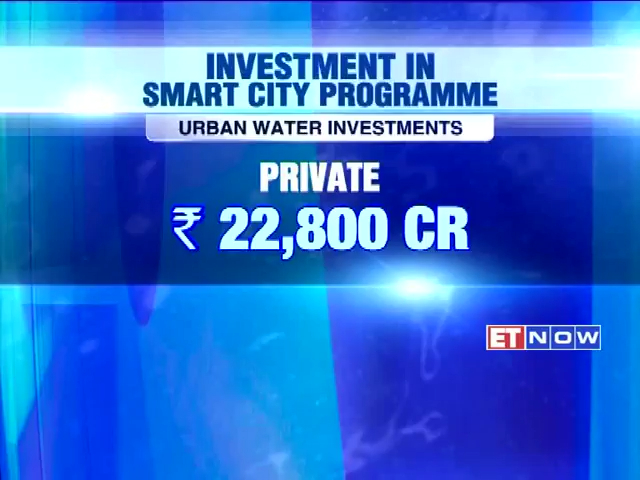 INVESTMENT IN
SMART CITY PROGRAMME
URBAN WATER INVESTMENTS
PRIVATE
₹ 22,800 CR
ET NOW